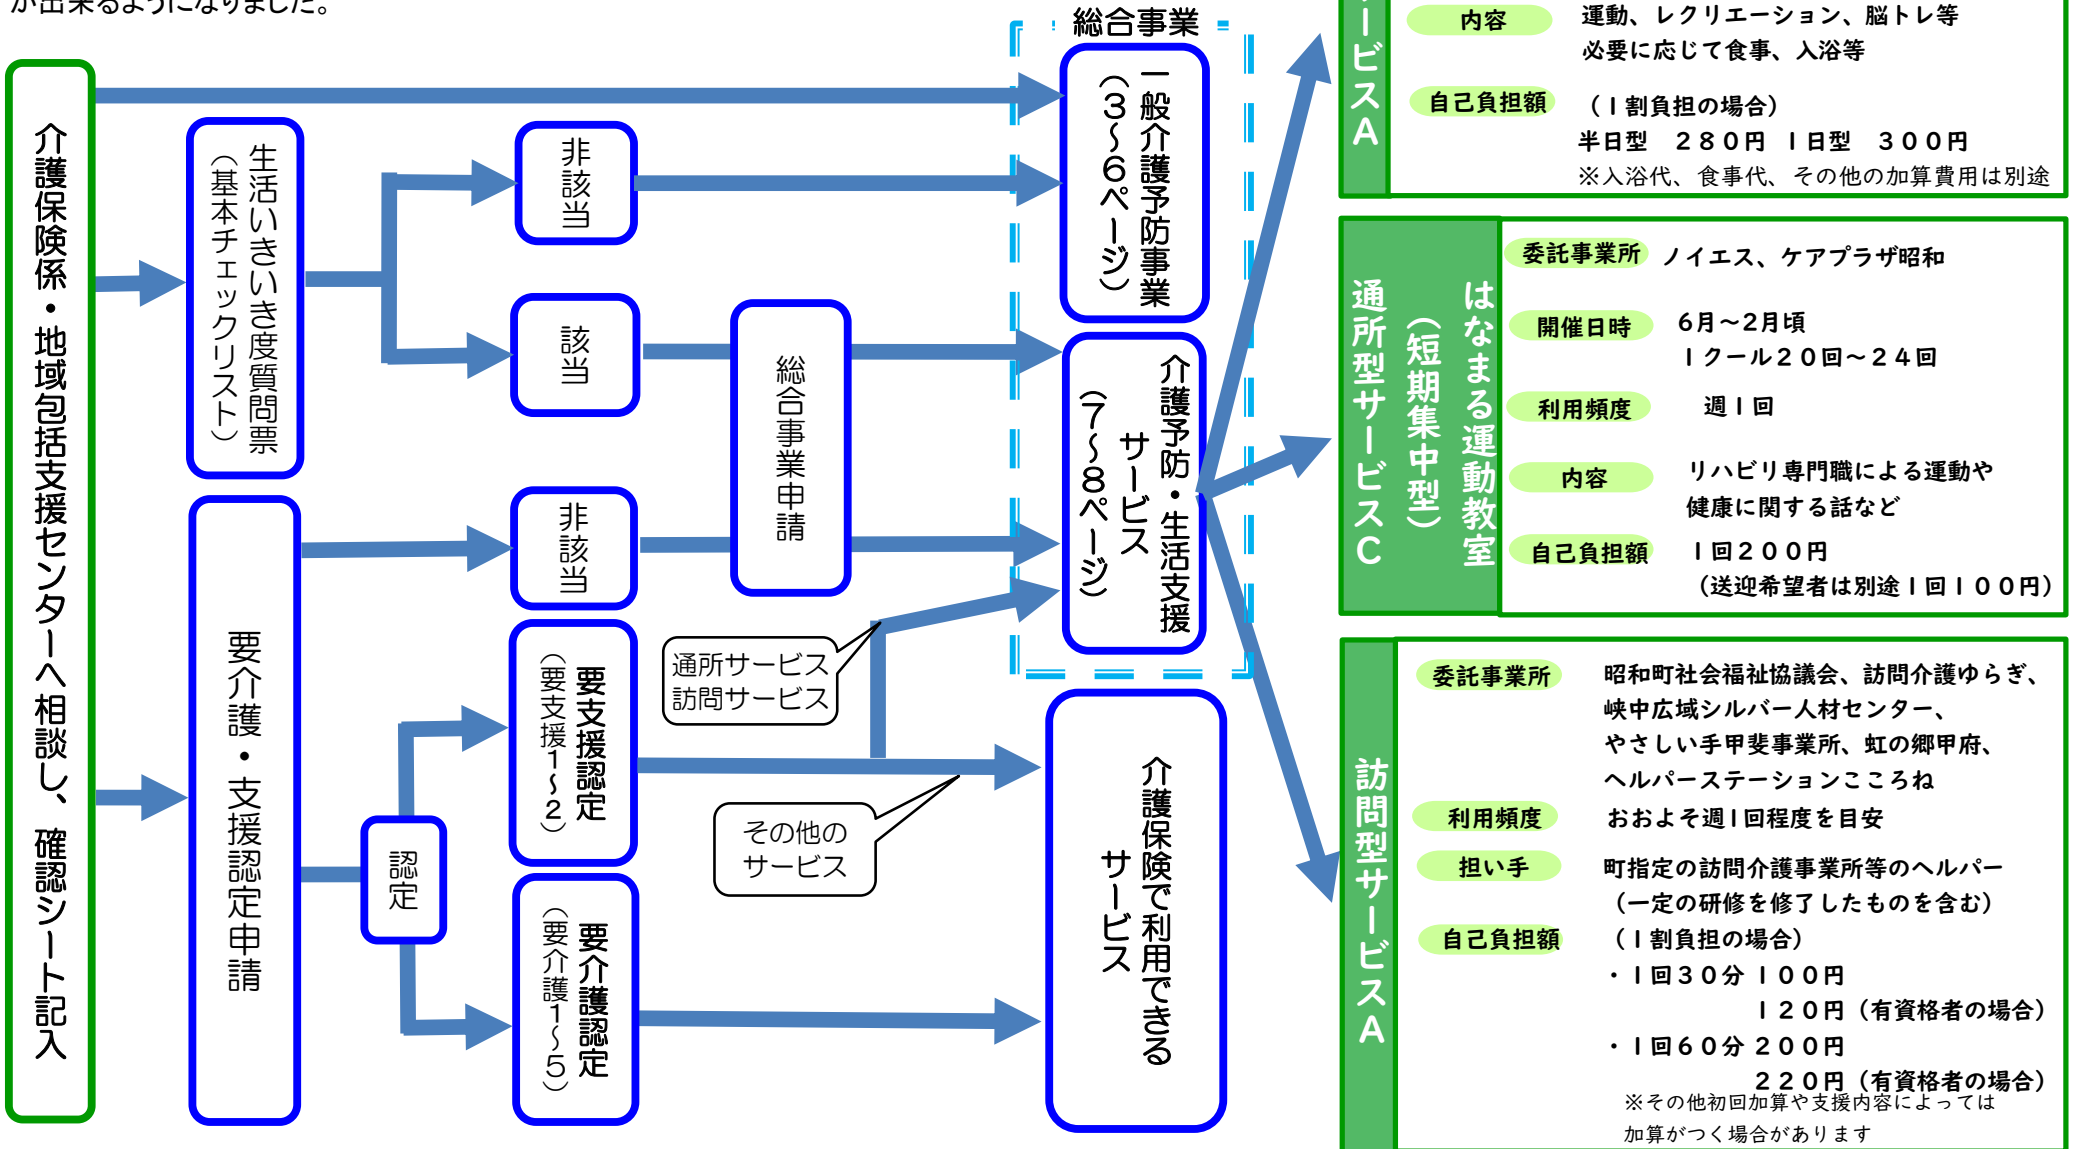 が出来るようになりました。
介護保険係・地域包括支援センターへ相談し、確認シート記入
生活いきいき度質問票
（基本チェックリスト）
要介護・支援認定申請
認定
非該当
該当
非該当
要支援認定
（要支援1～2）
要介護認定
（要介護1～5）
総合事業申請
通所サービス
訪問サービス
その他の
サービス
総合事業
一般介護予防事業
（3～6ページ）
介護予防・生活支援
サービス
（7～8ページ）
介護保険で利用できる
サービス
ービスA
内容
運動、レクリエーション、脳トレ等
必要に応じて食事、入浴等
自己負担額
（1割負担の場合）
半日型　280円　1日型　300円
※入浴代、食事代、その他の加算費用は別途
はなまる運動教室
（短期集中型）
通所型サービスC
委託事業所　ノイエス、ケアプラザ昭和
開催日時　6月～2月頃
1クール20回～24回
利用頻度　週1回
内容　リハビリ専門職による運動や
健康に関する話など
自己負担額　1回200円
（送迎希望者は別途1回100円）
訪問型サービスA
委託事業所　昭和町社会福祉協議会、訪問介護ゆらぎ、
峡中広域シルバー人材センター、
やさしい手甲斐事業所、虹の郷甲府、
ヘルパーステーションこころね
利用頻度　おおよそ週1回程度を目安
担い手　町指定の訪問介護事業所等のヘルパー
（一定の研修を修了したものを含む）
自己負担額　（1割負担の場合）
・1回30分 100円
120円（有資格者の場合）
・1回60分 200円
220円（有資格者の場合）
※その他初回加算や支援内容によっては
加算がつく場合があります